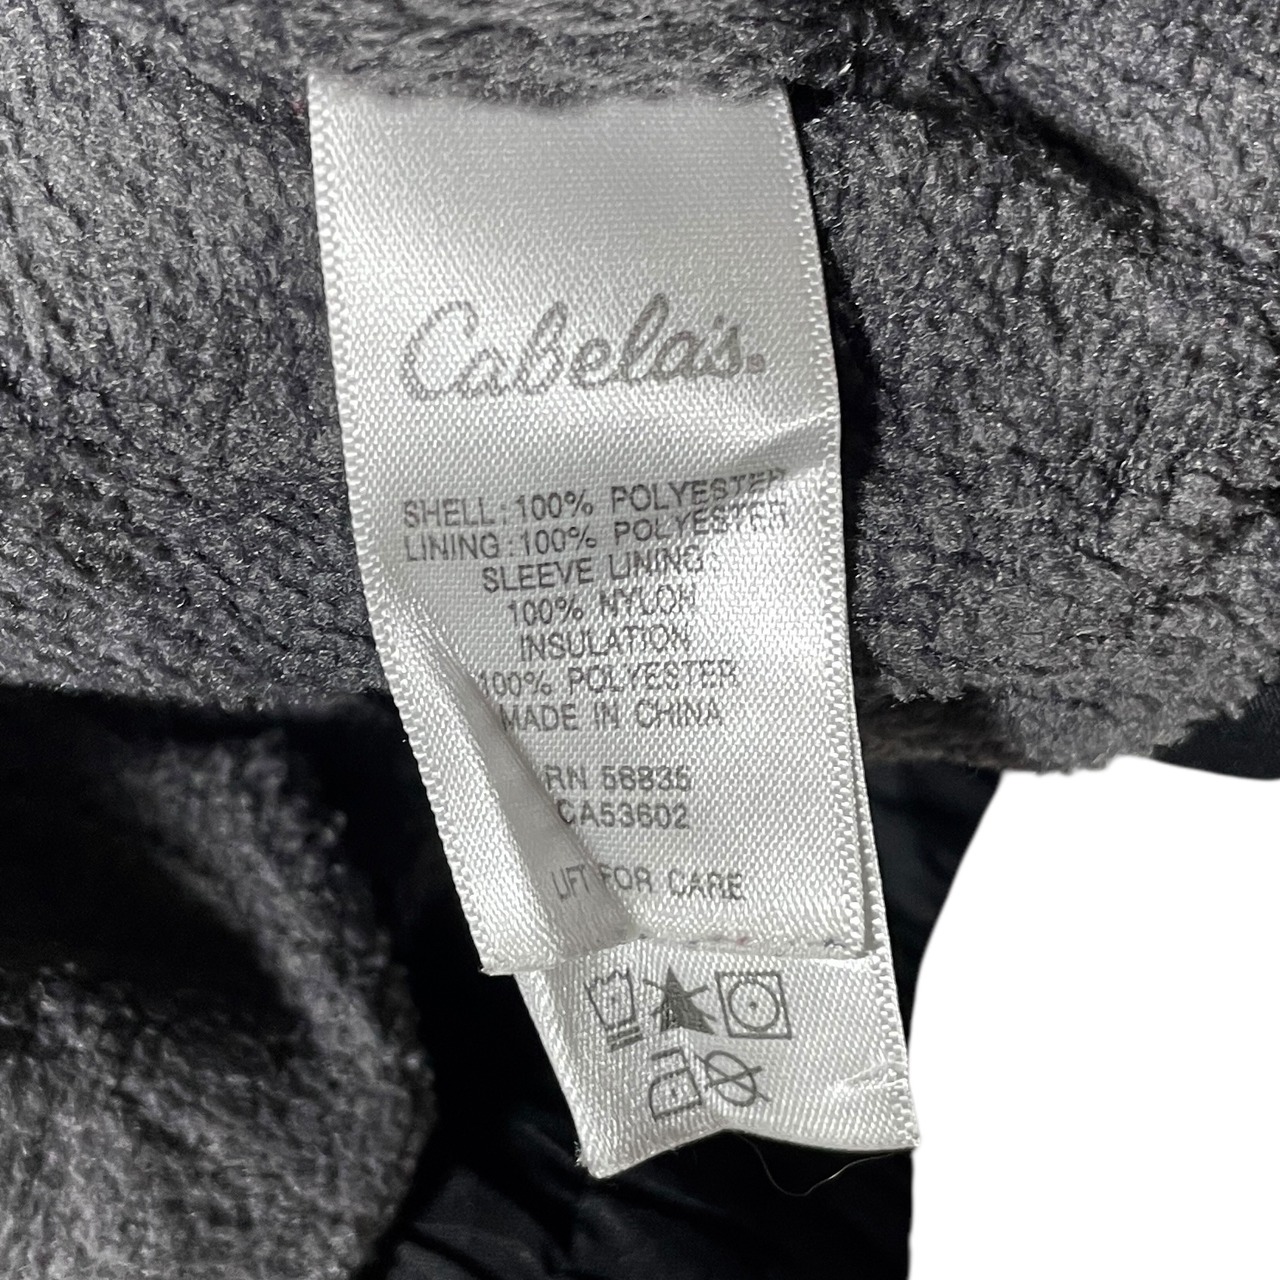 Cabela's.
SHELL: 100% POLYESTER
LINING: 100% POLYESTER
SLEEVE LINING:
100% NYLON
INSULATION
100% POLYESTER
MADE IN CHINA
RN 56835
CA53602
LIFT FOR CARE